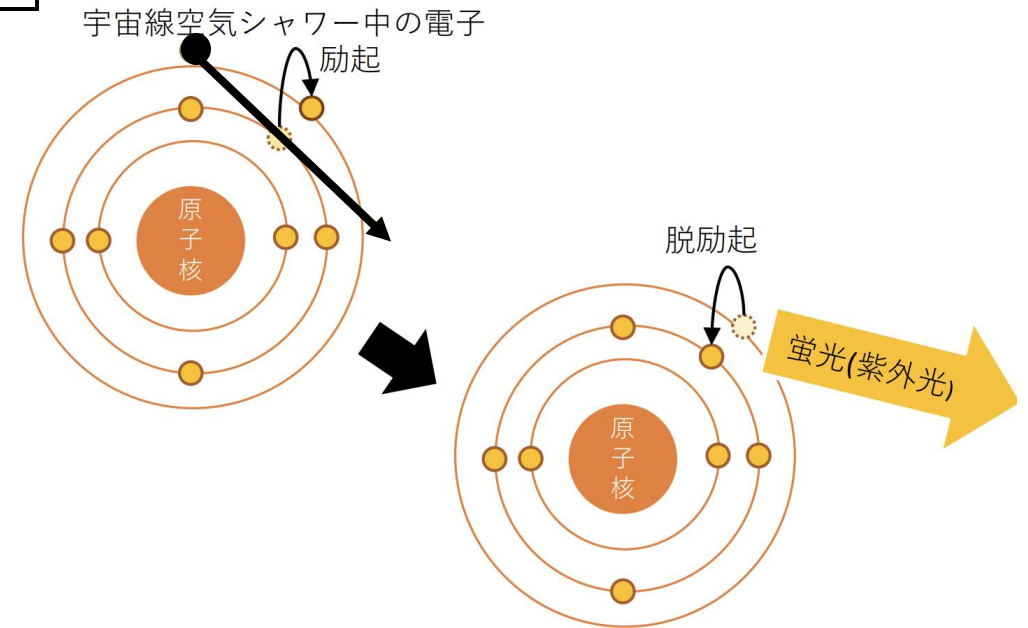 宇宙線空気シャワー中の電子
励起
原子核
脱励起
蛍光(紫外光)
原子核